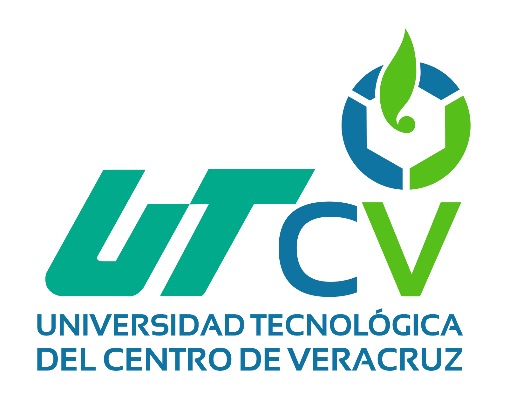 UTCV
UNIVERSIDAD TECNOLÓGICA
DEL CENTRO DE VERACRUZ